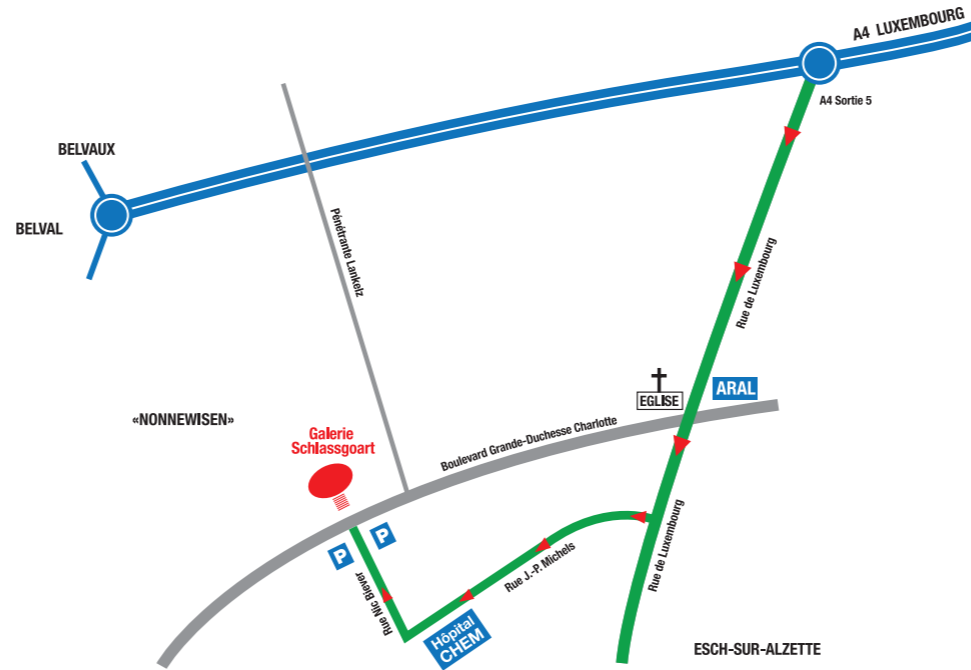 A4 LUXEMBOURG
A4 Sortie 5
BELVAUX
BELVAL
Pénétrante Lankelz
Rue de Luxembourg
ARAL
EGLISE
«NONNEWISEN»
Galerie
Schlassgoart
Boulevard Grande-Duchesse Charlotte
P
P
Rue Nic Biever
Rue J.-P. Michels
Rue de Luxembourg
Hôpital
CHEM
ESCH-SUR-ALZETTE